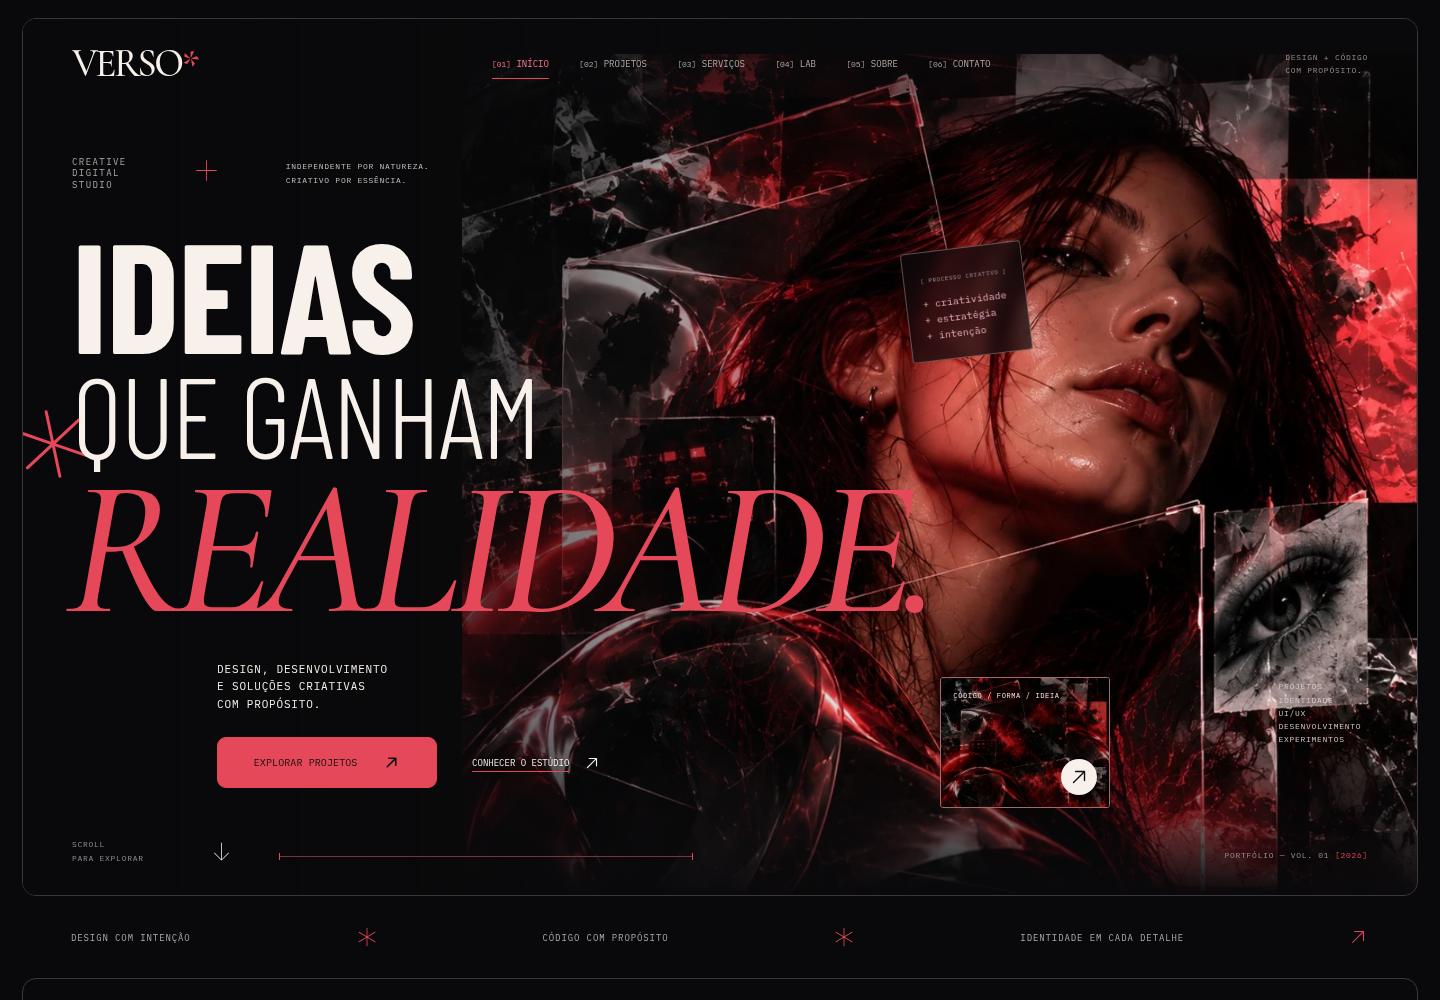 VERSO*
[01] INÍCIO
[02] PROJETOS
[03] SERVIÇOS
[04] LAB
[05] SOBRE
[06] CONTATO
DESIGN + CÓDIGO
COM PROPÓSITO.
CREATIVE
DIGITAL
STUDIO
INDEPENDENTE POR NATUREZA.
CRIATIVO POR ESSÊNCIA.
IDEIAS
QUE GANHAM
REALIDADE.
[ PROCESSO CRIATIVO ]
+ criatividade
+ estratégia
+ intenção
DESIGN, DESENVOLVIMENTO
E SOLUÇÕES CRIATIVAS
COM PROPÓSITO.
EXPLORAR PROJETOS
CONHECER O ESTÚDIO
CÓDIGO / FORMA / IDEIA
PROJETOS
IDENTIDADE
UI/UX
DESENVOLVIMENTO
EXPERIMENTOS
SCROLL
PARA EXPLORAR
PORTFÓLIO — VOL. 01 [2026]
DESIGN COM INTENÇÃO
CÓDIGO COM PROPÓSITO
IDENTIDADE EM CADA DETALHE